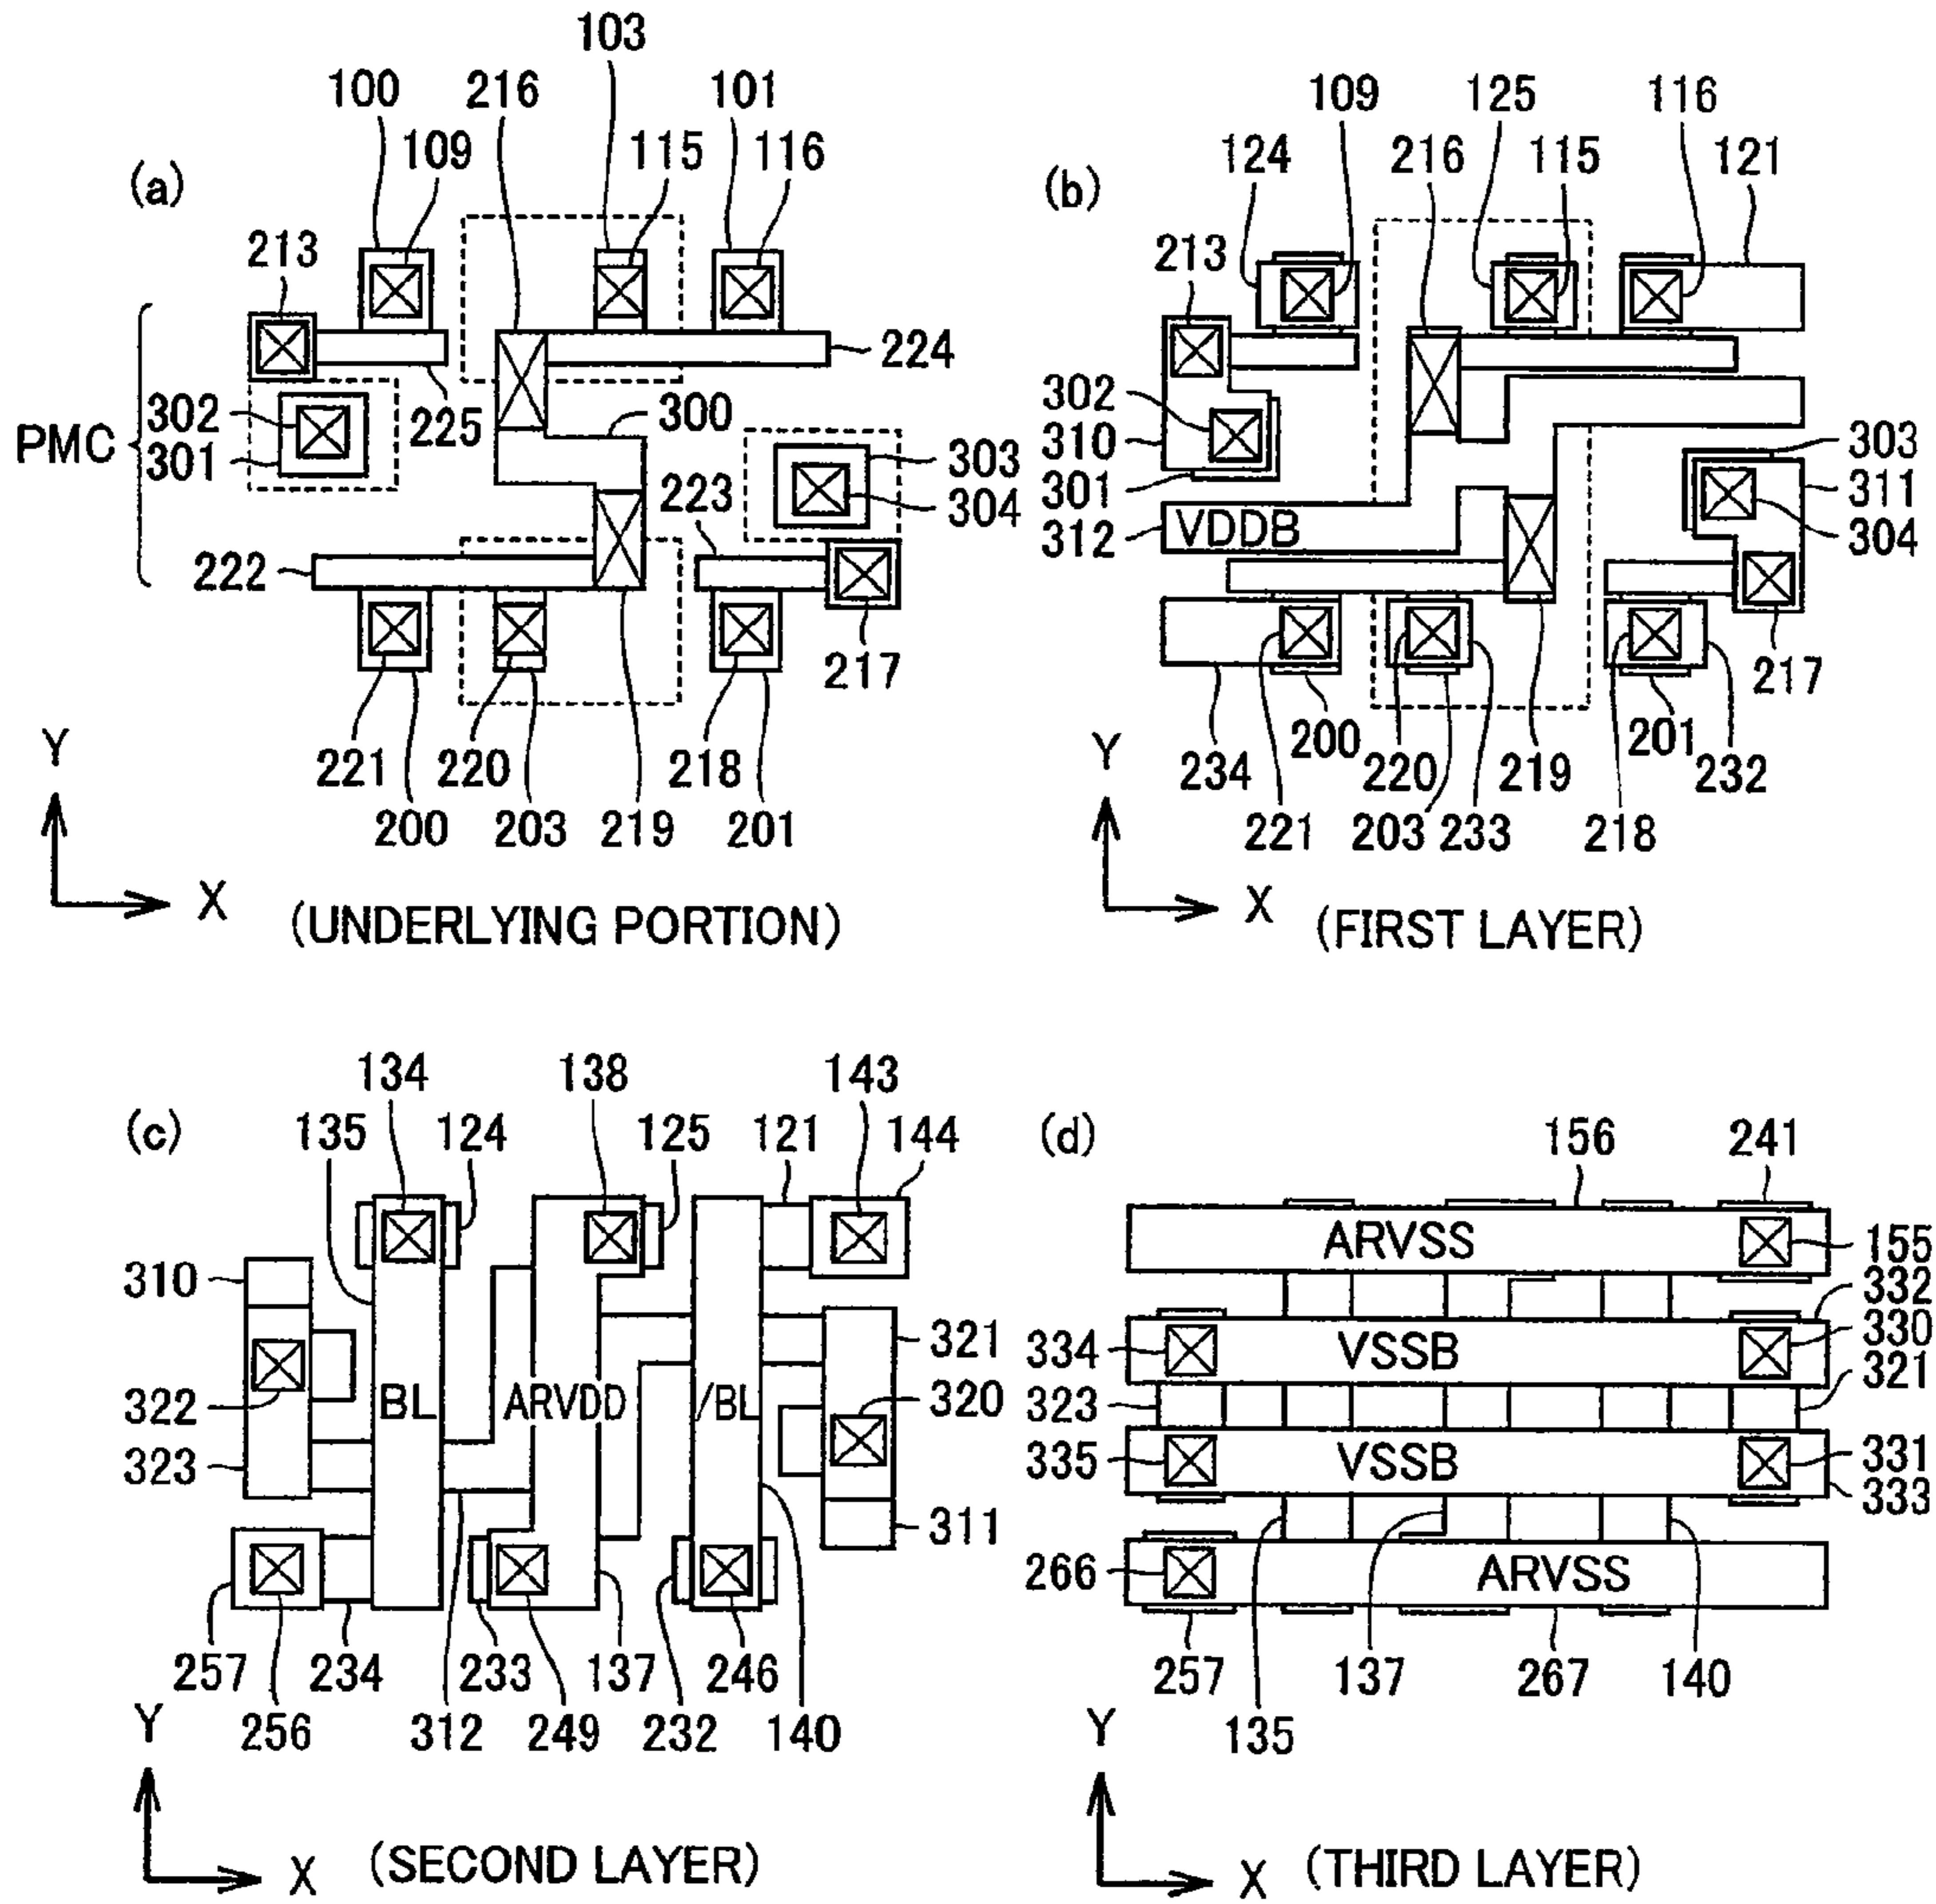 103
100 216 101
109 115 116
(a)
213
224
302 300
PMC 301 225
303
223 304
222
217
221 220 218
200 203 219 201
Y
X
(UNDERLYING PORTION)
109 125 116
124 216 115 121
(b)
213
302
310 303
301 311
312 VDDB 304
217
200 201
234 220 219 232
221 203 233 218
Y
X
(FIRST LAYER)
134 138 143
(c) 135 124 125 121 144
310
321
322 BL ARVDD /BL 320
323
311
257 234 233 137 246
256 312 249 232 140
Y
X
(SECOND LAYER)
(d) 156 241
ARVSS 155
332
334 VSSB 330
323 321
335 VSSB 331
333
266 ARVSS
257 137 267 140
135
Y
X
(THIRD LAYER)